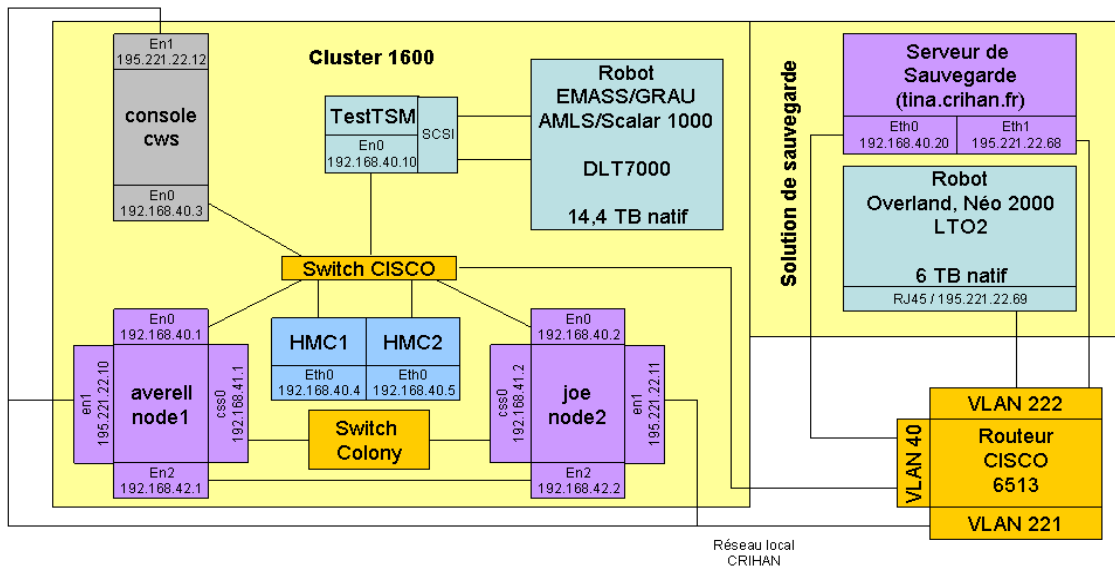 Cluster 1600
En1
195.221.22.12
console
cws
En0
192.168.40.3
TestTSM
En0
192.168.40.10
SCSI
Robot
EMASS/GRAU
AMLS/Scalar 1000
DLT7000
14,4 TB natif
Solution de sauvegarde
Serveur de
Sauvegarde
(tina.crihan.fr)
Eth0
192.168.40.20
Eth1
195.221.22.68
Robot
Overland, Néo 2000
LTO2
6 TB natif
RJ45 / 195.221.22.69
Switch CISCO
En0
192.168.40.1
en1
195.221.22.10
averell
node1
css0
192.168.41.1
En2
192.168.42.1
HMC1
Eth0
192.168.40.4
HMC2
Eth0
192.168.40.5
Switch
Colony
En0
192.168.40.2
css0
192.168.41.2
joe
node2
en1
195.221.22.11
En2
192.168.42.2
VLAN 222
VLAN 40
Routeur
CISCO
6513
VLAN 221
Réseau local
CRIHAN